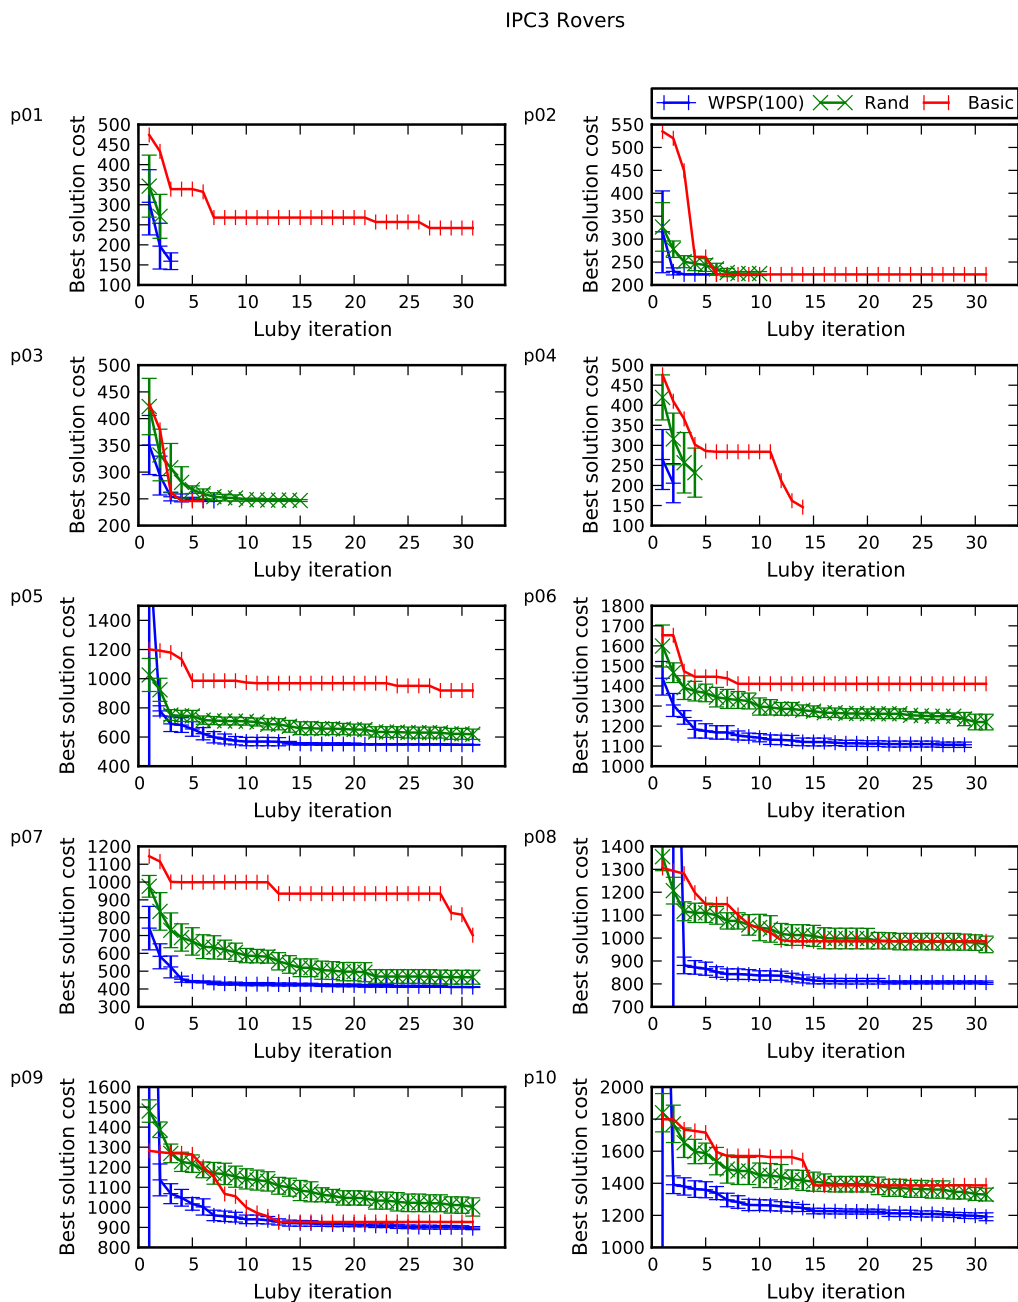 IPC3 Rovers
WPSP(100) Rand Basic
p01
Best solution cost
500
450
400
350
300
250
200
150
100
0 5 10 15 20 25 30
Luby iteration
p02
Best solution cost
550
500
450
400
350
300
250
200
0 5 10 15 20 25 30
Luby iteration
p03
Best solution cost
500
450
400
350
300
250
200
0 5 10 15 20 25 30
Luby iteration
p04
Best solution cost
500
450
400
350
300
250
200
150
100
0 5 10 15 20 25 30
Luby iteration
p05
Best solution cost
1400
1200
1000
800
600
400
0 5 10 15 20 25 30
Luby iteration
p06
Best solution cost
1800
1700
1600
1500
1400
1300
1200
1100
1000
0 5 10 15 20 25 30
Luby iteration
p07
Best solution cost
1200
1100
1000
900
800
700
600
500
400
300
0 5 10 15 20 25 30
Luby iteration
p08
Best solution cost
1400
1300
1200
1100
1000
900
800
700
0 5 10 15 20 25 30
Luby iteration
p09
Best solution cost
1600
1500
1400
1300
1200
1100
1000
900
800
0 5 10 15 20 25 30
Luby iteration
p10
Best solution cost
2000
1800
1600
1400
1200
1000
0 5 10 15 20 25 30
Luby iteration